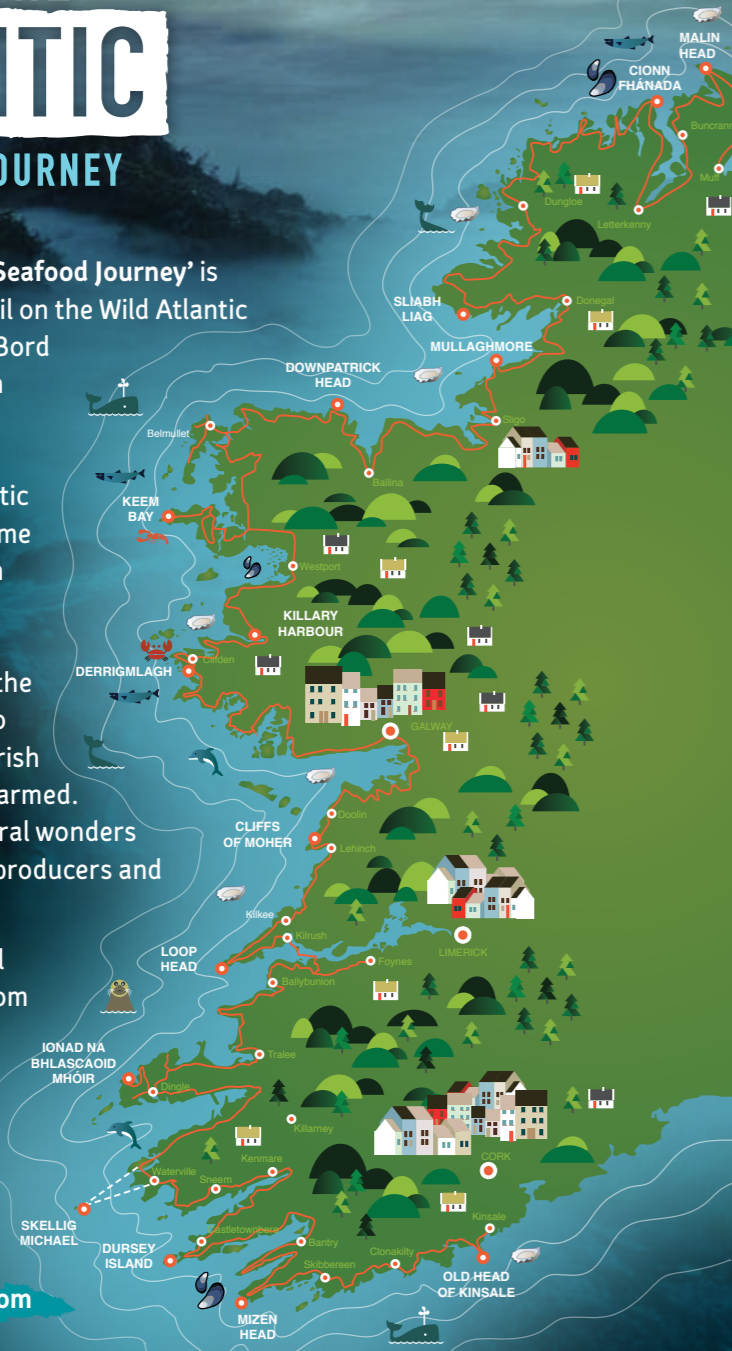 NTIC
OURNEY
Seafood Journey’ is
il on the Wild Atlantic
Bord
tic
me
the
o
rish
armed.
ral wonders
producers and
l
om
om
MALIN
HEAD
CIONN
FHÁNADA
Buncrana
Muff
Dungloe
Letterkenny
SLIABH
LIAG
Donegal
MULLAGHMORE
DOWNPATRICK
HEAD
Sligo
Belmullet
Ballina
KEEM
BAY
Westport
KILLARY
HARBOUR
Clifden
DERRIGMLAGH
GALWAY
Doolin
CLIFFS
OF MOHER
Lehinch
Kilkee
Kilrush
LIMERICK
LOOP
HEAD
Foynes
Ballybunion
IONAD NA
BHLASCAOID
MHÓIR
Tralee
Dingle
Killarney
Kenmare
CORK
Waterville
Sneem
SKELLIG
MICHAEL
Kinsale
Castletownbere
DURSEY
ISLAND
Bantry
Clonakilty
Skibbereen
OLD HEAD
OF KINSALE
MIZEN
HEAD